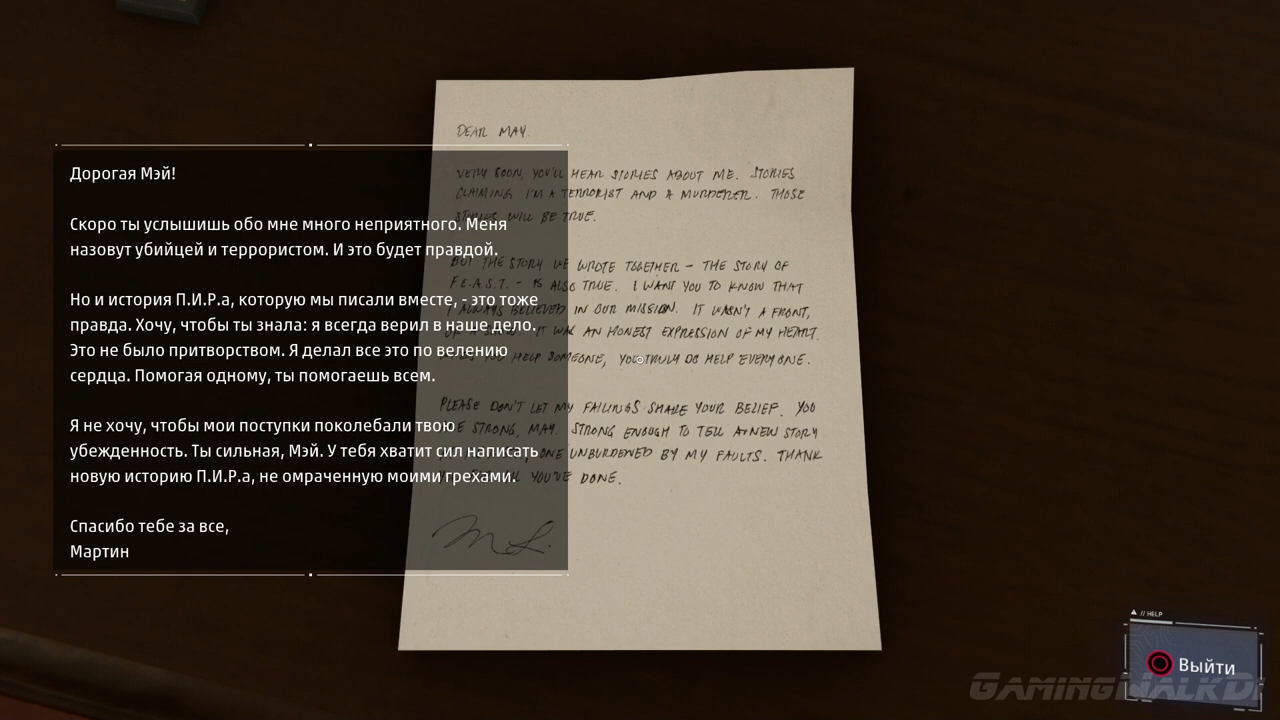 Дорогая Мэй!
Скоро ты услышишь обо мне много неприятного. Меня
назовут убийцей и террористом. И это будет правдой.
Но и история П.И.Р.а, которую мы писали вместе, - это тоже
правда. Хочу, чтобы ты знала: я всегда верил в наше дело.
Это не было притворством. Я делал все это по велению
сердца. Помогая одному, ты помогаешь всем.
Я не хочу, чтобы мои поступки поколебали твою
убежденность. Ты сильная, Мэй. У тебя хватит сил написать
новую историю П.И.Р.а, не омраченную моими грехами.
Спасибо тебе за все,
Мартин
DEAR MAY.
VERY SOON, YOU'LL HEAR STORIES ABOUT ME. STORIES
CLAIMING I'M A TERRORIST AND A MURDERER. THOSE
STORIES WILL BE TRUE.
BUT THE STORY WE WROTE TOGETHER - THE STORY OF
F.E.A.S.T. - IS ALSO TRUE. I WANT YOU TO KNOW THAT
I ALWAYS BELIEVED IN OUR MISSION. IT WASN'T A FRONT,
IT WAS AN HONEST EXPRESSION OF MY HEART.
YOU HELP SOMEONE, YOU TRULY DO HELP EVERYONE.
PLEASE DON'T LET MY FAILINGS SHAKE YOUR BELIEF. YOU
STRONG, MAY. STRONG ENOUGH TO TELL A NEW STORY
ONE UNBURDENED BY MY FAULTS. THANK
YOU'VE DONE.
M L.
// HELP
Выйти